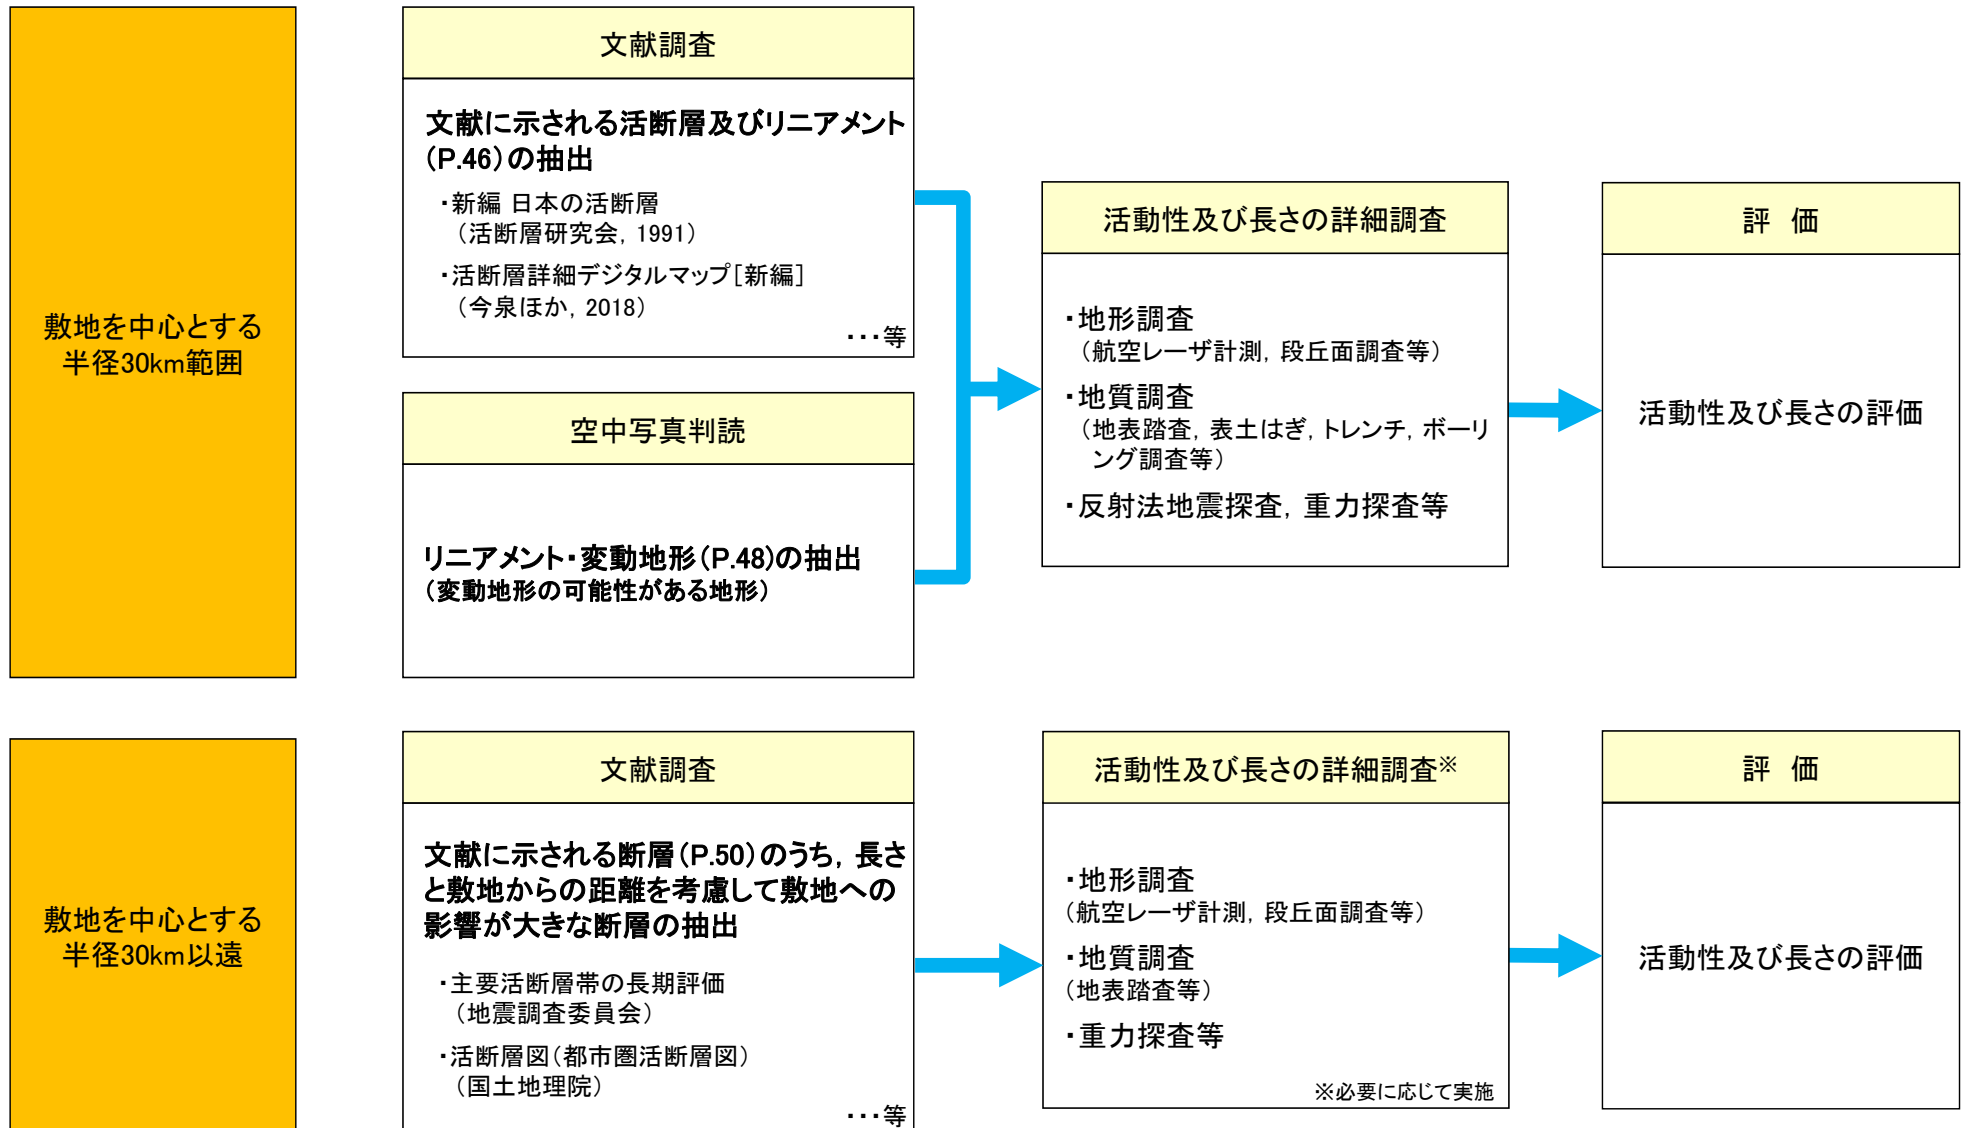 敷地を中心とする
半径30km範囲
文献調査
文献に示される活断層及びリニアメント
(P.46)の抽出
・新編 日本の活断層
（活断層研究会, 1991）
・活断層詳細デジタルマップ[新編]
（今泉ほか, 2018）
・・・等
空中写真判読
リニアメント・変動地形(P.48)の抽出
（変動地形の可能性がある地形）
活動性及び長さの詳細調査
・地形調査
（航空レーザ計測, 段丘面調査等）
・地質調査
（地表踏査, 表土はぎ, トレンチ, ボーリ
ング調査等）
・反射法地震探査, 重力探査等
評　価
活動性及び長さの評価
敷地を中心とする
半径30km以遠
文献調査
文献に示される断層(P.50)のうち, 長さ
と敷地からの距離を考慮して敷地への
影響が大きな断層の抽出
・主要活断層帯の長期評価
（地震調査委員会）
・活断層図(都市圏活断層図)
（国土地理院）
・・・等
活動性及び長さの詳細調査※
・地形調査
（航空レーザ計測, 段丘面調査等）
・地質調査
（地表踏査等）
・重力探査等
※必要に応じて実施
評　価
活動性及び長さの評価